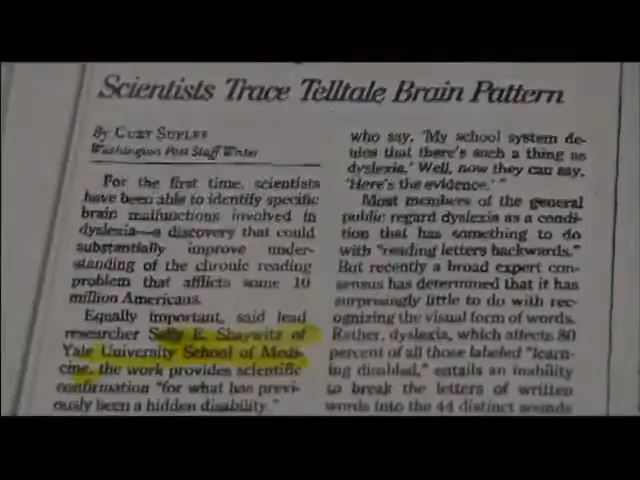 Scientists Trace Telltale Brain Pattern
By CURT SUPLEE
Washington Post Staff Writer
For the first time, scientists
have been able to identify specific
brain malfunctions involved in
dyslexia—a discovery that could
substantially improve under-
standing of the chronic reading
problem that afflicts some 10
million Americans.
Equally important, said lead
researcher Sally E. Shaywitz of
Yale University School of Medi-
cine, the work provides scientific
confirmation "for what has previ-
ously been a hidden disability."
who say, 'My school system de-
nies that there's such a thing as
dyslexia.' Well, now they can say,
'Here's the evidence.' "
Most members of the general
public regard dyslexia as a condi-
tion that has something to do
with "reading letters backwards."
But recently a broad expert con-
sensus has determined that it has
surprisingly little to do with rec-
ognizing the visual form of words.
Rather, dyslexia, which affects 80
percent of all those labeled "learn-
ing disabled," entails an inability
to break the letters of written
words into the 44 distinct sounds